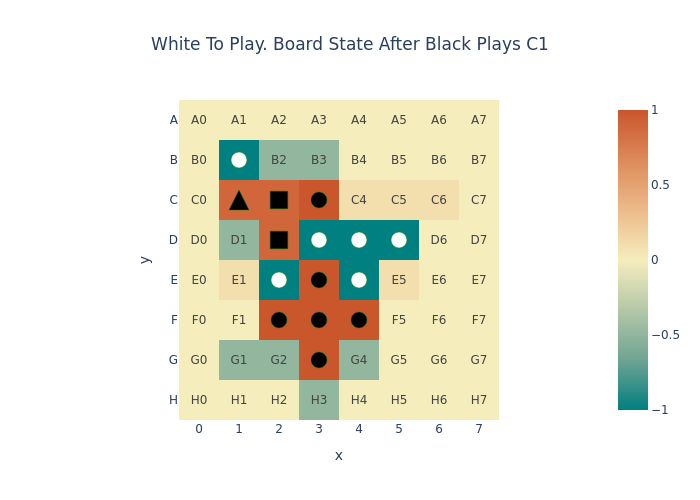 White To Play. Board State After Black Plays C1
A A0 A1 A2 A3 A4 A5 A6 A7
B B0 B2 B3 B4 B5 B6 B7
C C0 C4 C5 C6 C7
D D0 D1 D6 D7
E E0 E1 E5 E6 E7
F F0 F1 F5 F6 F7
G G0 G1 G2 G4 G5 G6 G7
H H0 H1 H2 H3 H4 H5 H6 H7
0 1 2 3 4 5 6 7
x
y
1
0.5
0
−0.5
−1